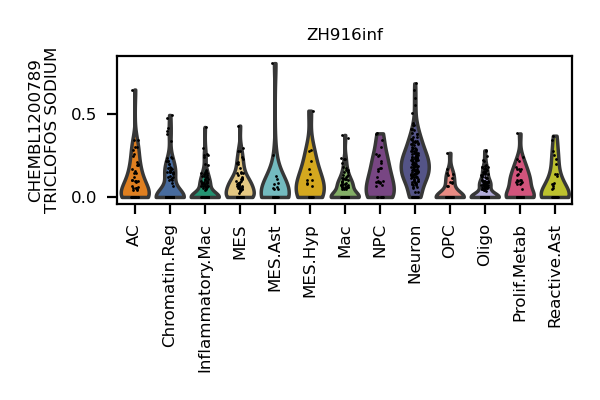 ZH916inf
CHEMBL1200789
TRICLOFOS SODIUM
0.5
0.0
AC
Chromatin.Reg
Inflammatory.Mac
MES
MES.Ast
MES.Hyp
Mac
NPC
Neuron
OPC
Oligo
Prolif.Metab
Reactive.Ast